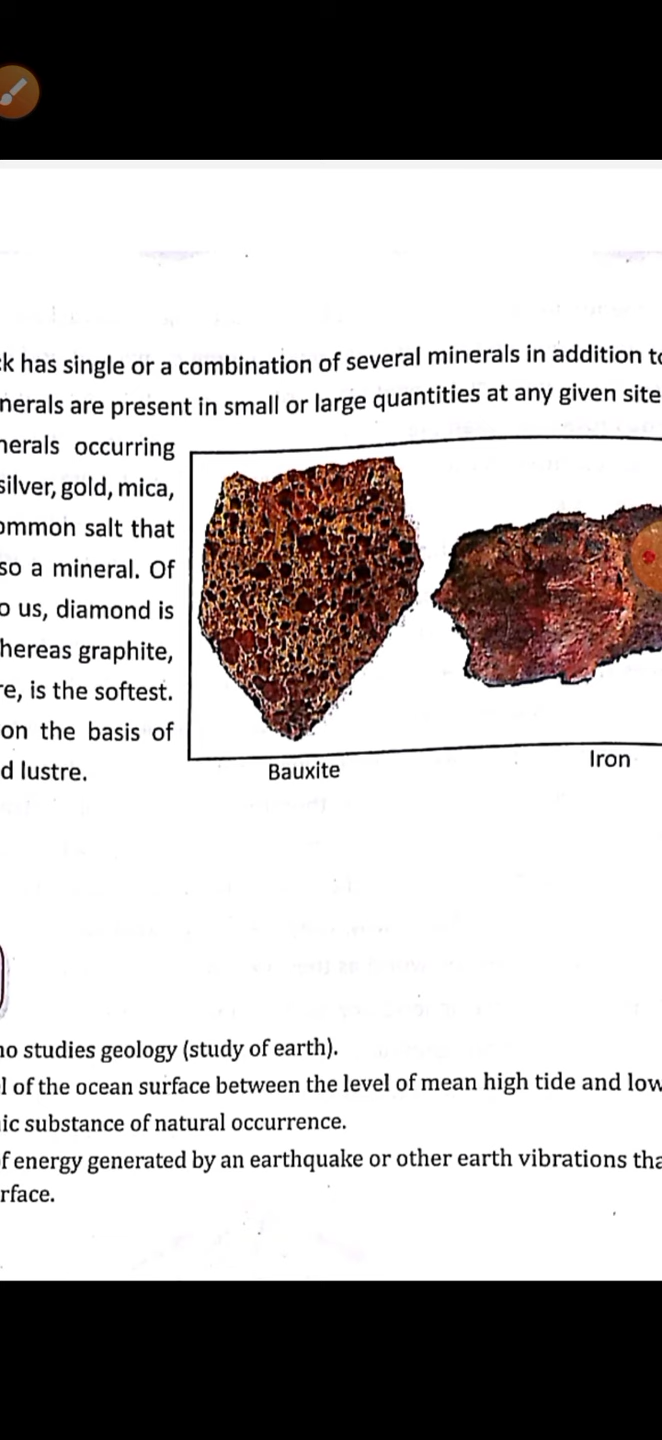 ck has single or a combination of several minerals in addition to
nerals are present in small or large quantities at any given site
nerals occurring
silver, gold, mica,
ommon salt that
so a mineral. Of
o us, diamond is
hereas graphite,
re, is the softest.
on the basis of
d lustre.
Bauxite
Iron
no studies geology (study of earth).
l of the ocean surface between the level of mean high tide and low
ic substance of natural occurrence.
f energy generated by an earthquake or other earth vibrations tha
rface.